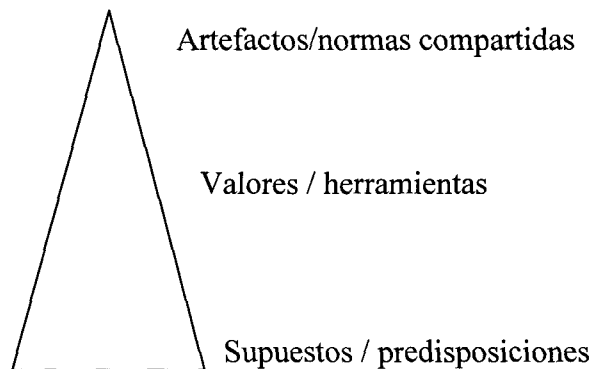 Artefactos/normas compartidas
Valores / herramientas
Supuestos / predisposiciones